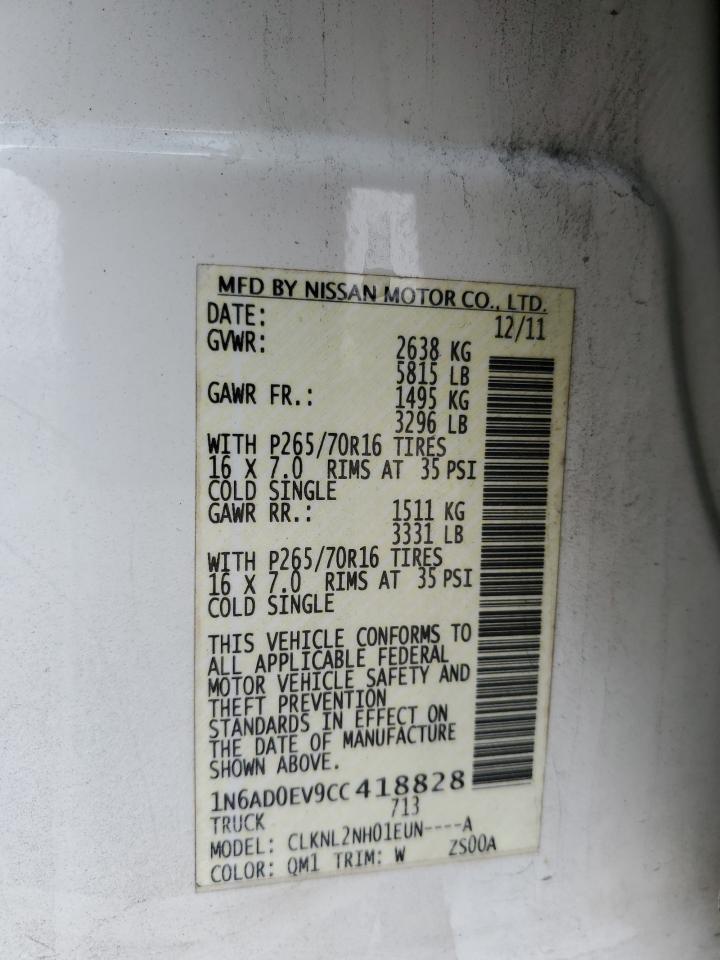 MFD BY NISSAN MOTOR CO., LTD.
DATE: 12/11
GVWR: 2638 KG
5815 LB
GAWR FR.: 1495 KG
3296 LB
WITH P265/70R16 TIRES
16 X 7.0 RIMS AT 35 PSI
COLD SINGLE
GAWR RR.: 1511 KG
3331 LB
WITH P265/70R16 TIRES
16 X 7.0 RIMS AT 35 PSI
COLD SINGLE
THIS VEHICLE CONFORMS TO
ALL APPLICABLE FEDERAL
MOTOR VEHICLE SAFETY AND
THEFT PREVENTION
STANDARDS IN EFFECT ON
THE DATE OF MANUFACTURE
SHOWN ABOVE.
1N6AD0EV9CC418828
TRUCK 713
MODEL: CLKNL2NH01EUN----A
COLOR: QM1 TRIM: W ZS00A